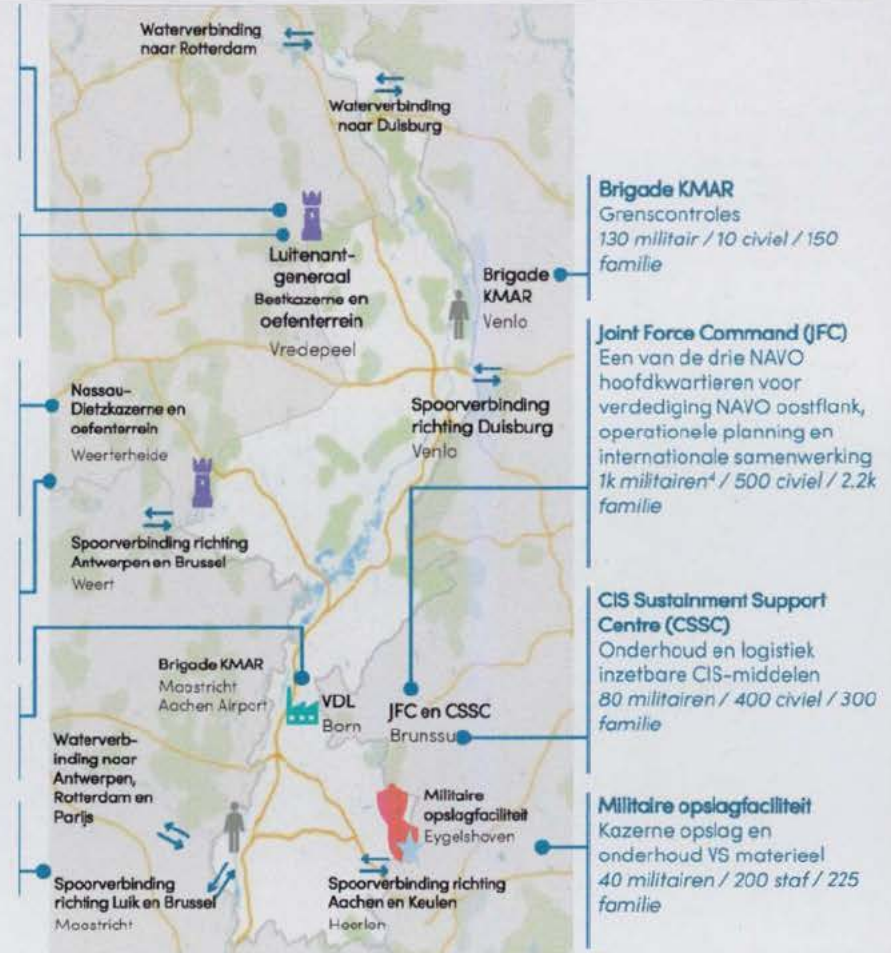 Waterverbinding
naar Rotterdam
Waterverbinding
naar Duisburg
Luitenant-
generaal
Bestkazerne en
oefenterrein
Vredepeel
Brigade
KMAR
Venlo
Nassau-
Dietzkazerne en
oefenterrein
Weerterheide
Spoorverbinding
richting Duisburg
Venlo
Spoorverbinding richting
Antwerpen en Brussel
Weert
Brigade KMAR
Maastricht
Aachen Airport
VDL
Born
JFC en CSSC
Brunssu
Waterverb-
inding naar
Antwerpen,
Rotterdam en
Parijs
Militaire
opslagfaciliteit
Eygelshoven
Spoorverbinding
richting Luik en Brussel
Maastricht
Spoorverbinding richting
Aachen en Keulen
Heerlen
Brigade KMAR
Grenscontroles
130 militair / 10 civiel / 150
familie
Joint Force Command (JFC)
Een van de drie NAVO
hoofdkwartieren voor
verdediging NAVO oostflank,
operationele planning en
internationale samenwerking
1k militairen⁴ / 500 civiel / 2.2k
familie
CIS Sustainment Support
Centre (CSSC)
Onderhoud en logistiek
inzetbare CIS-middelen
80 militairen / 400 civiel / 300
familie
Militaire opslagfaciliteit
Kazerne opslag en
onderhoud VS materieel
40 militairen / 200 staf / 225
familie